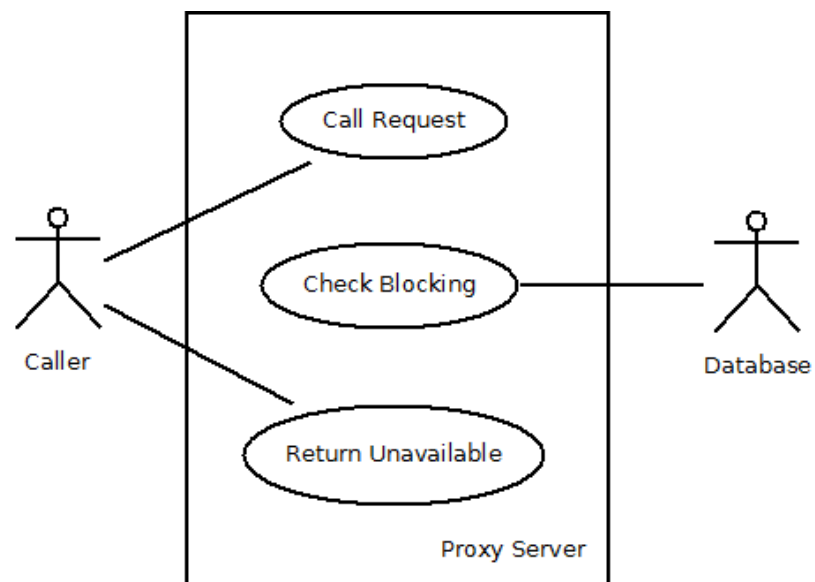 Call Request
Check Blocking
Caller
Database
Return Unavailable
Proxy Server